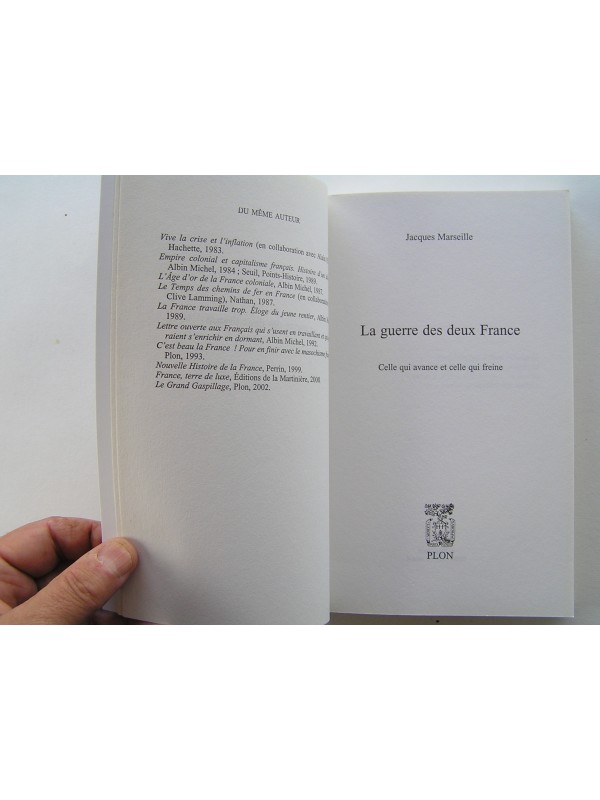 DU MÊME AUTEUR
Vive la crise et l'inflation (en collaboration avec
Hachette, 1983.
Empire colonial et capitalisme français. Histoire d'un
Albin Michel, 1984 ; Seuil, Points-Histoire, 1989.
L'Âge d'or de la France coloniale, Albin Michel,
Le Temps des chemins de fer en France (en
Clive Lamming), Nathan, 1987.
La France travaille trop. Éloge du jeune rentier,
1989.
Lettre ouverte aux Français qui s'usent en travaillant et
raient s'enrichir en dormant, Albin Michel, 1992.
C'est beau la France ! Pour en finir avec le masochisme
Plon, 1993.
Nouvelle Histoire de la France, Perrin, 1999.
France, terre de luxe, Éditions de la Martinière, 2000
Le Grand Gaspillage, Plon, 2002.
Jacques Marseille
La guerre des deux France
Celle qui avance et celle qui freine
PLON